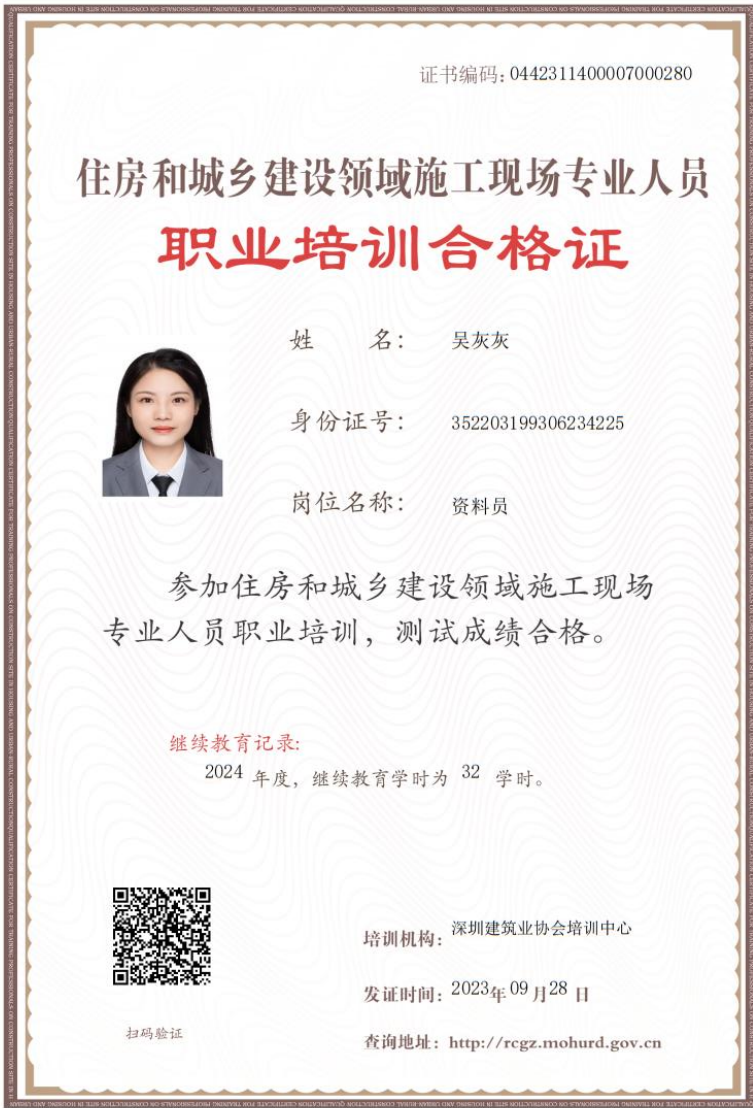 证书编码：0442311400007000280
住房和城乡建设领域施工现场专业人员
职业培训合格证
姓 名： 吴灰灰
身份证号： 352203199306234225
岗位名称： 资料员
参加住房和城乡建设领域施工现场
专业人员职业培训，测试成绩合格。
继续教育记录:
2024 年度，继续教育学时为 32 学时。
培训机构：深圳建筑业协会培训中心
发证时间：2023年09月28日
扫码验证
查询地址：http://rcgz.mohurd.gov.cn